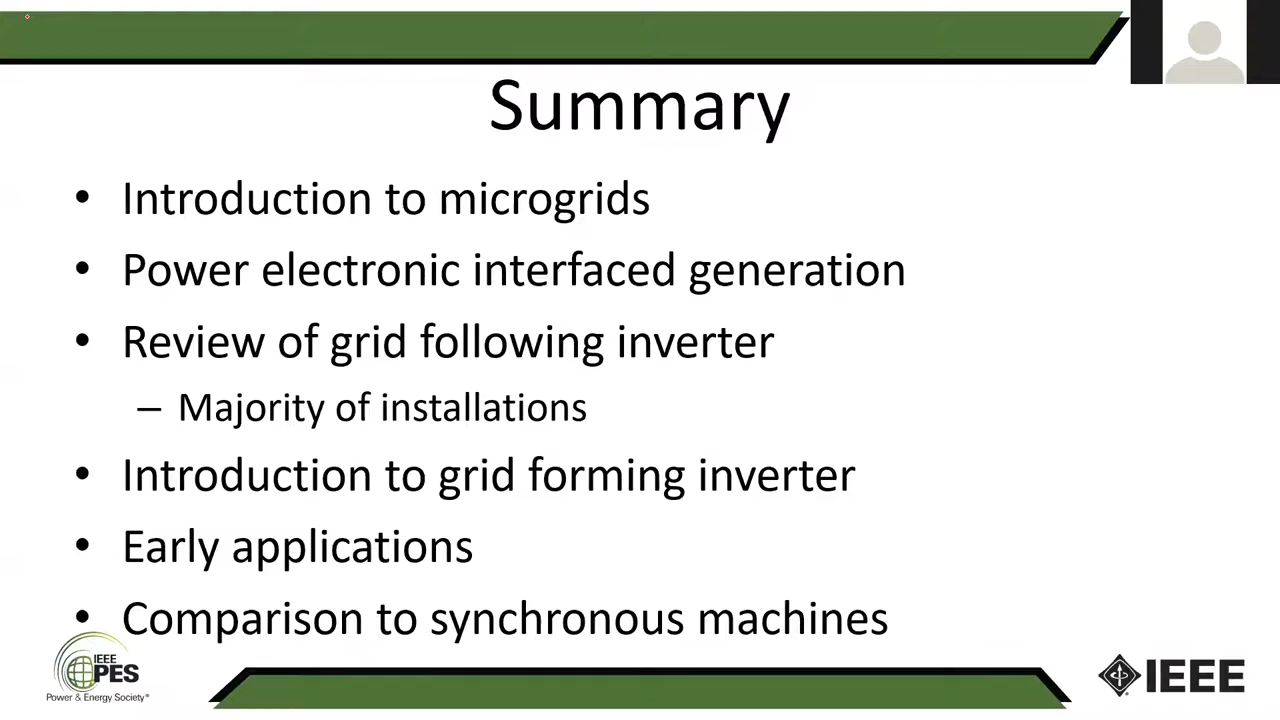 Summary
• Introduction to microgrids
• Power electronic interfaced generation
• Review of grid following inverter
– Majority of installations
• Introduction to grid forming inverter
• Early applications
• Comparison to synchronous machines
IEEE
PES
Power & Energy Society®
IEEE